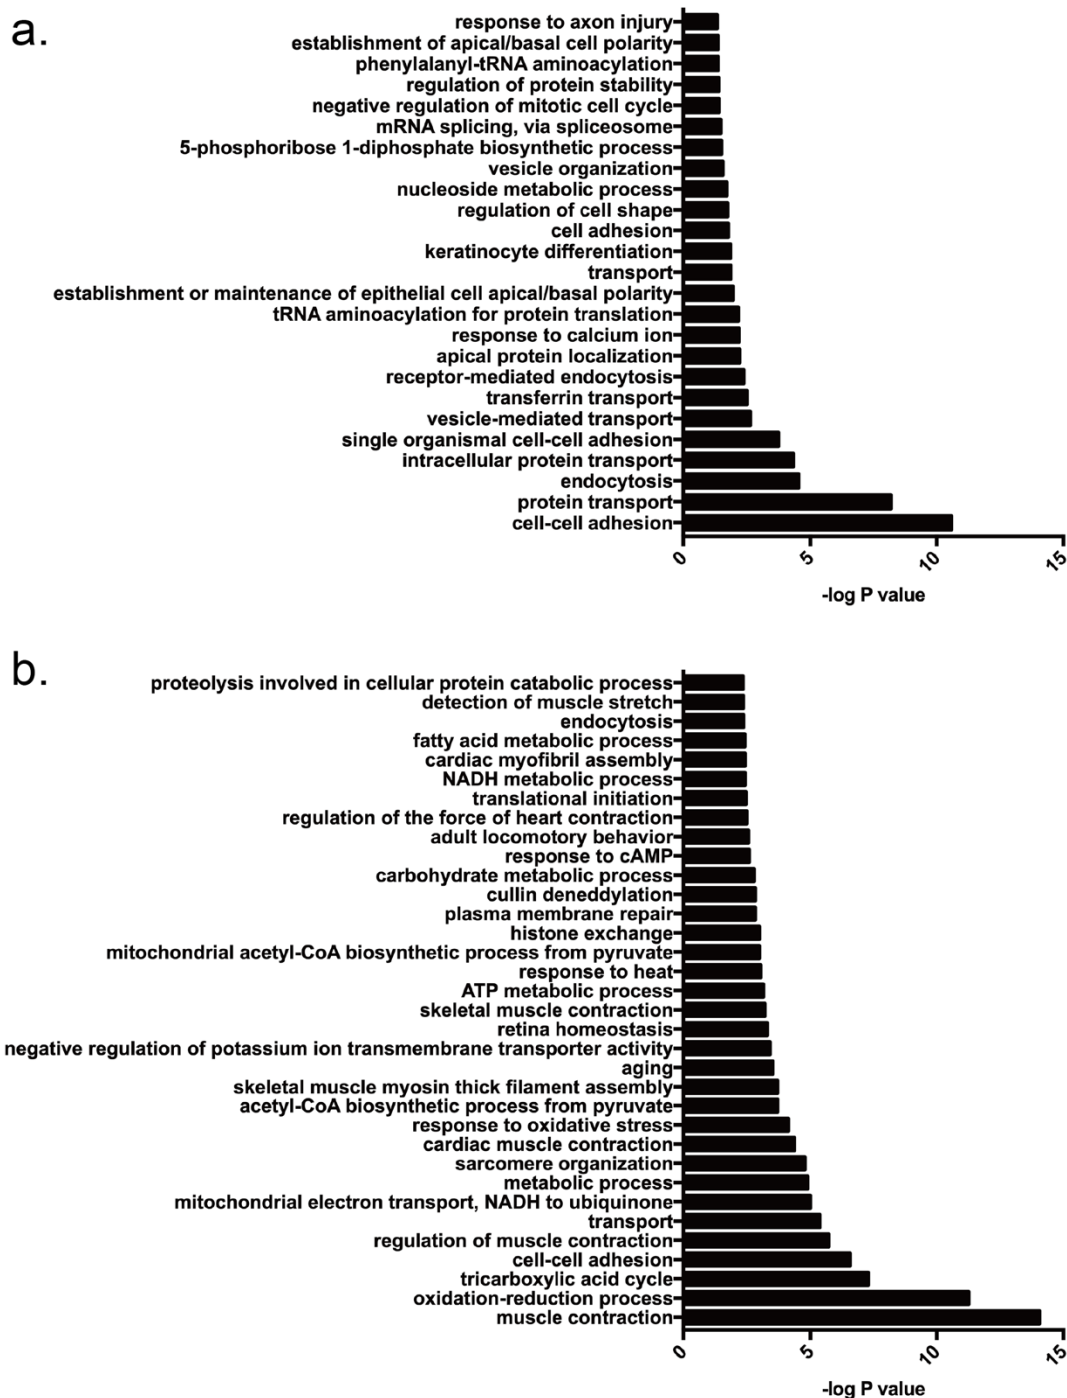 a.
response to axon injury
establishment of apical/basal cell polarity
phenylalanyl-tRNA aminoacylation
regulation of protein stability
negative regulation of mitotic cell cycle
mRNA splicing, via spliceosome
5-phosphoribose 1-diphosphate biosynthetic process
vesicle organization
nucleoside metabolic process
regulation of cell shape
cell adhesion
keratinocyte differentiation
transport
establishment or maintenance of epithelial cell apical/basal polarity
tRNA aminoacylation for protein translation
response to calcium ion
apical protein localization
receptor-mediated endocytosis
transferrin transport
vesicle-mediated transport
single organismal cell-cell adhesion
intracellular protein transport
endocytosis
protein transport
cell-cell adhesion
0 5 10 15
-log P value
b.
proteolysis involved in cellular protein catabolic process
detection of muscle stretch
endocytosis
fatty acid metabolic process
cardiac myofibril assembly
NADH metabolic process
translational initiation
regulation of the force of heart contraction
adult locomotory behavior
response to cAMP
carbohydrate metabolic process
cullin deneddylation
plasma membrane repair
histone exchange
mitochondrial acetyl-CoA biosynthetic process from pyruvate
response to heat
ATP metabolic process
skeletal muscle contraction
retina homeostasis
negative regulation of potassium ion transmembrane transporter activity
aging
skeletal muscle myosin thick filament assembly
acetyl-CoA biosynthetic process from pyruvate
response to oxidative stress
cardiac muscle contraction
sarcomere organization
metabolic process
mitochondrial electron transport, NADH to ubiquinone
transport
regulation of muscle contraction
cell-cell adhesion
tricarboxylic acid cycle
oxidation-reduction process
muscle contraction
0 5 10 15
-log P value